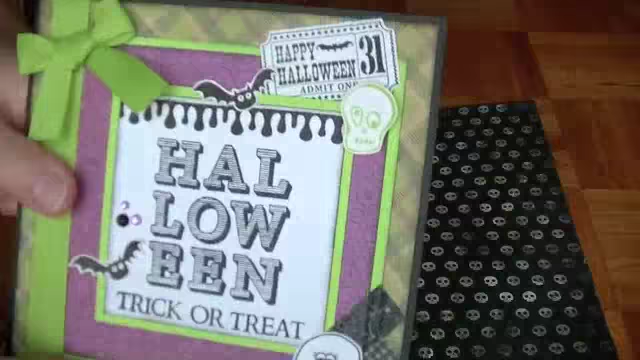 HAPPY
HALLOWEEN 31
ADMIT ONE
HAL
LOW
EEN
TRICK OR TREAT